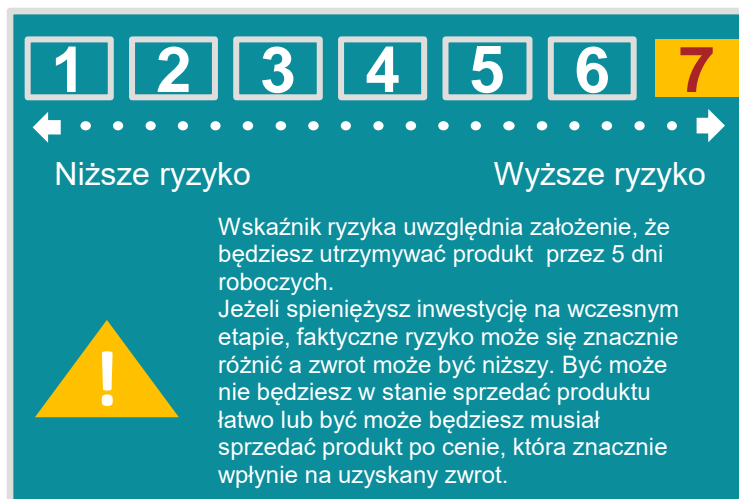 1 2 3 4 5 6 7
Niższe ryzyko Wyższe ryzyko
Wskaźnik ryzyka uwzględnia założenie, że
będziesz utrzymywać produkt przez 5 dni
roboczych.
Jeżeli spieniężysz inwestycję na wczesnym
etapie, faktyczne ryzyko może się znacznie
różnić a zwrot może być niższy. Być może
nie będziesz w stanie sprzedać produktu
łatwo lub być może będziesz musiał
sprzedać produkt po cenie, która znacznie
wpłynie na uzyskany zwrot.
!